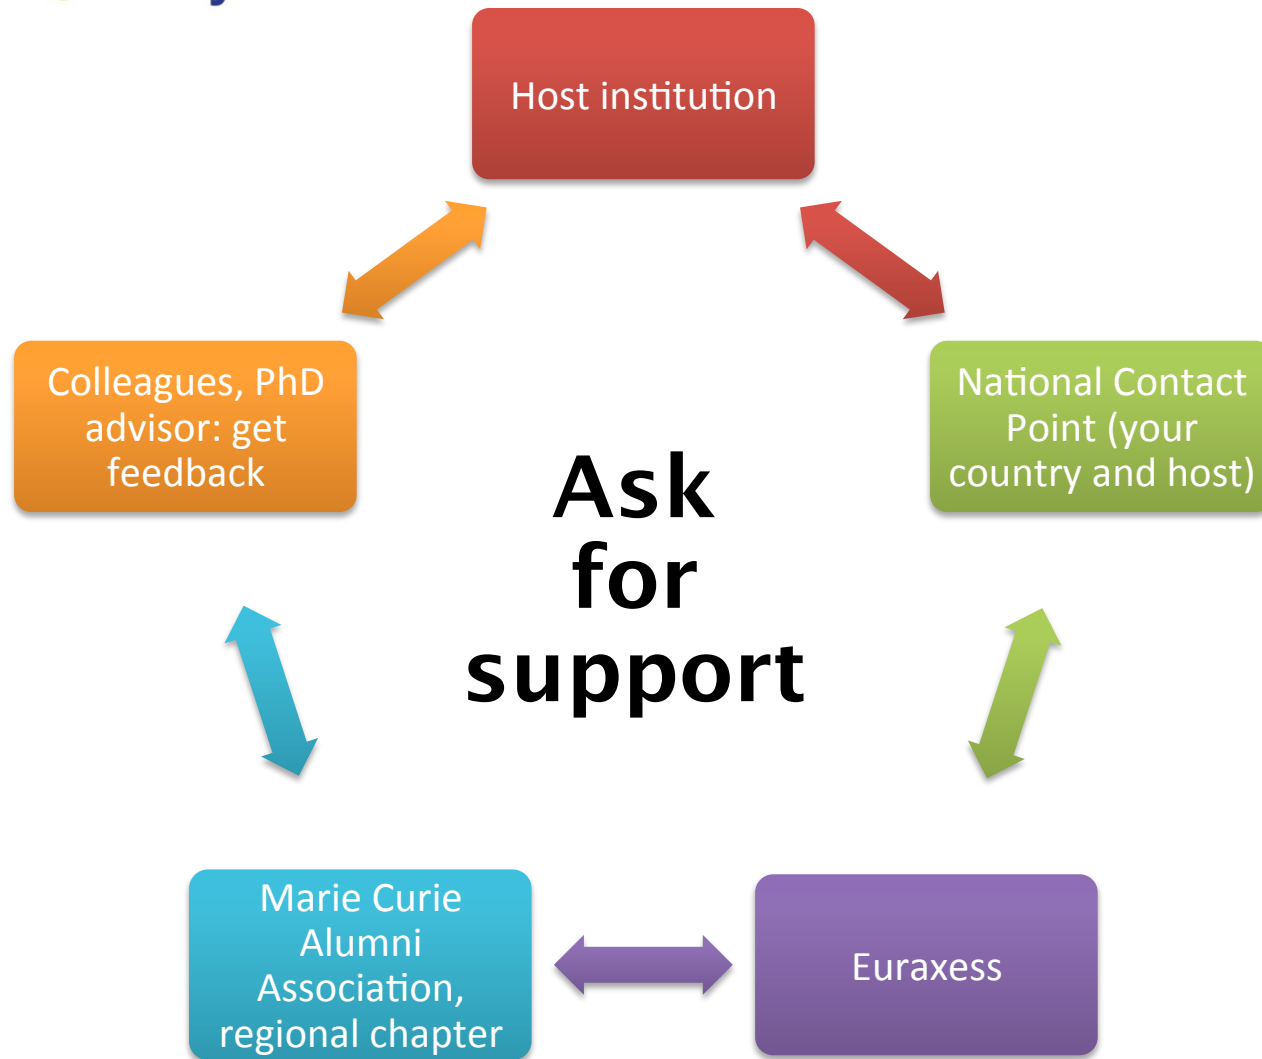 Host institution
Colleagues, PhD
advisor: get
feedback
National Contact
Point (your
country and host)
Ask
for
support
Marie Curie
Alumni
Association,
regional chapter
Euraxess